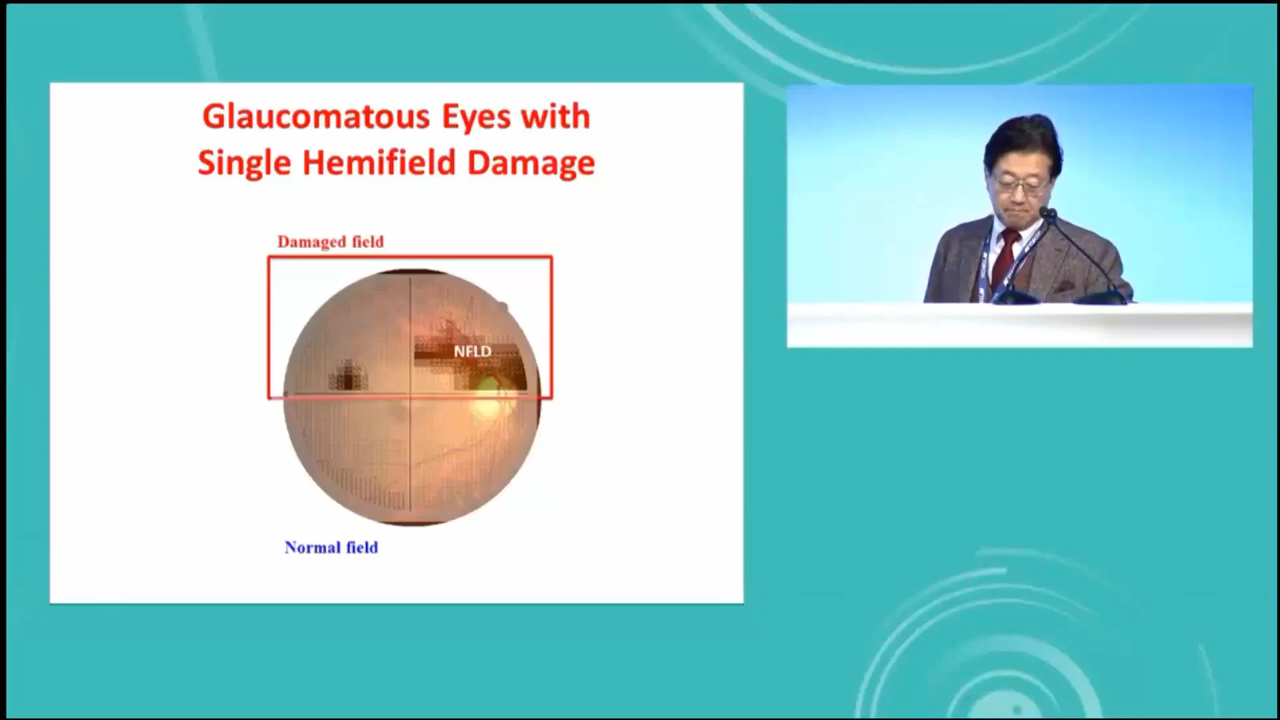 Glaucomatous Eyes with
Single Hemifield Damage
Damaged field
NFLD
Normal field